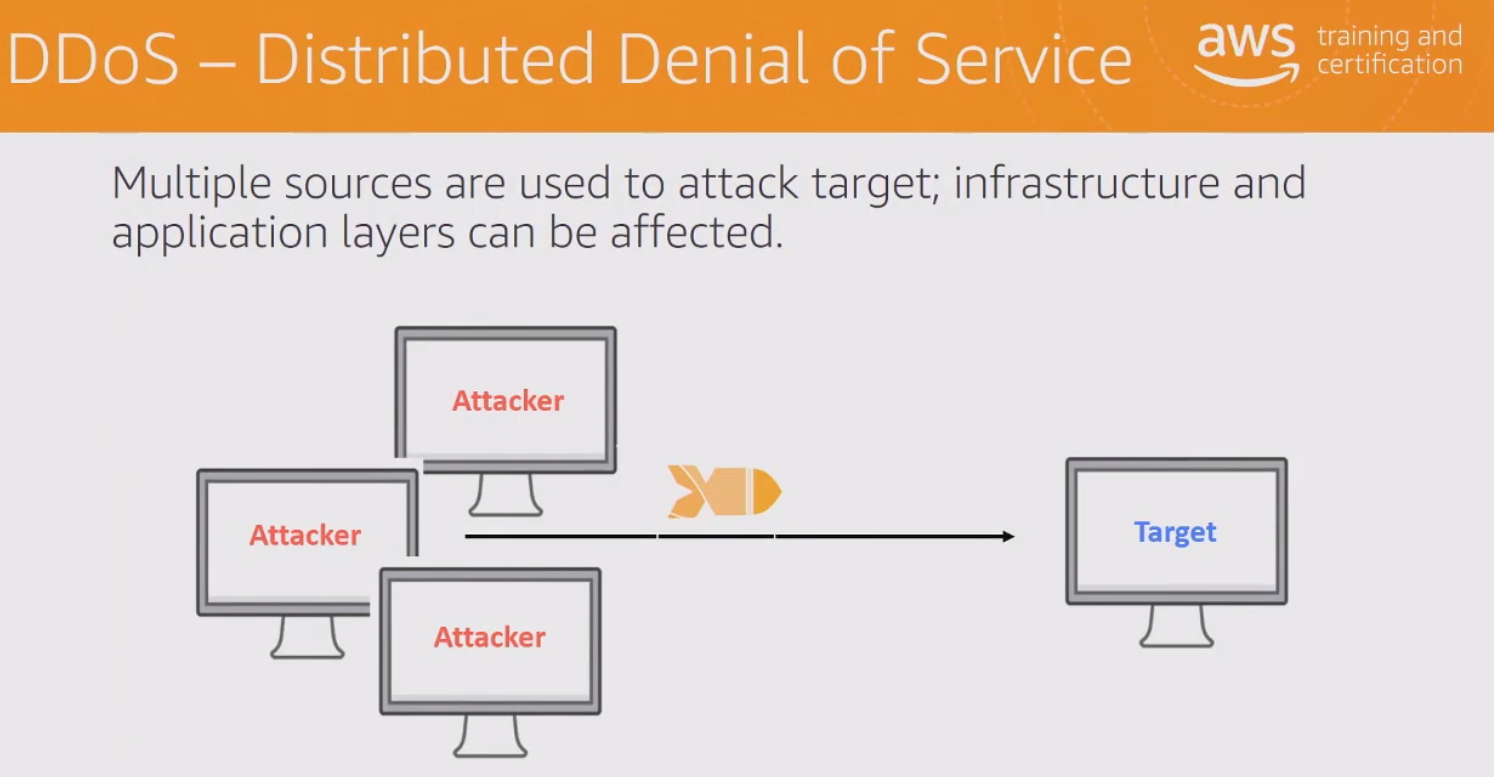 DDoS – Distributed Denial of Service
aws training and
certification
Multiple sources are used to attack target; infrastructure and
application layers can be affected.
Attacker
Attacker
Attacker
Target